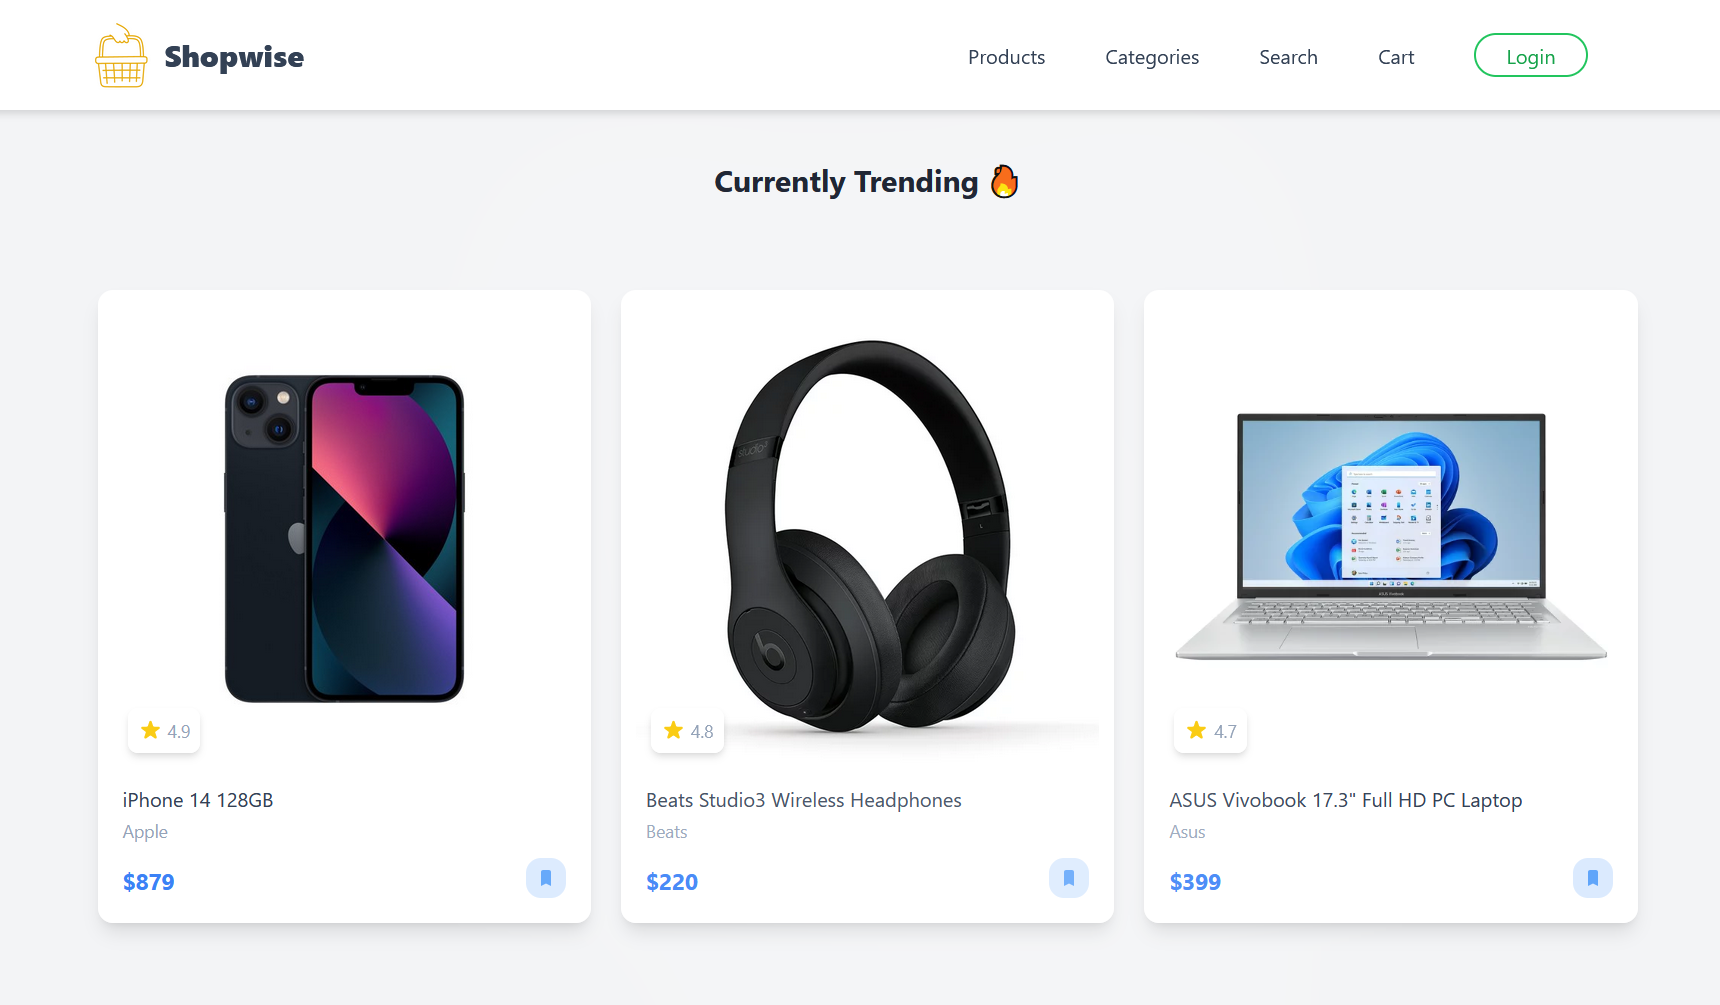 Shopwise
Products
Categories
Search
Cart
Login
Currently Trending 🔥
studio3
4.9
4.8
4.7
iPhone 14 128GB
Apple
$879
Beats Studio3 Wireless Headphones
Beats
$220
ASUS Vivobook 17.3" Full HD PC Laptop
Asus
$399